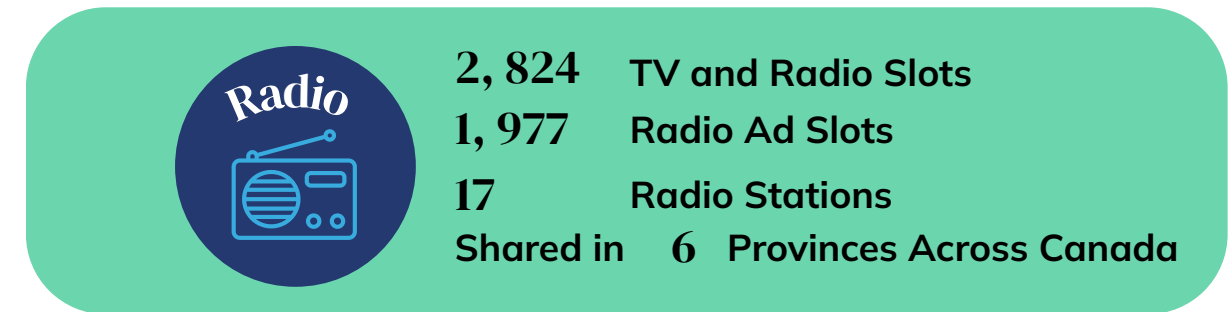 Radio
2, 824 TV and Radio Slots
1, 977 Radio Ad Slots
17 Radio Stations
Shared in 6 Provinces Across Canada